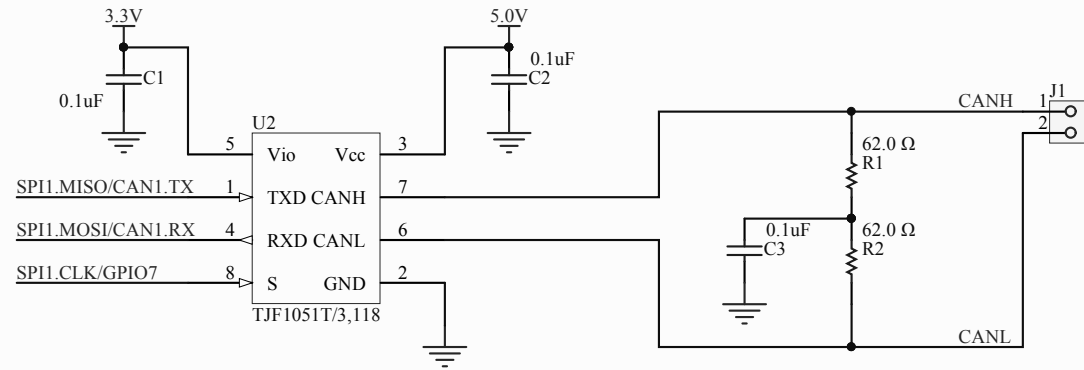 3.3V
5.0V
C1
0.1uF
0.1uF
C2
J1
CANH 1
2
U2
5 Vio Vcc 3
62.0 Ω
R1
SPI1.MISO/CAN1.TX 1 TXD CANH 7
0.1uF
C3
62.0 Ω
R2
SPI1.MOSI/CAN1.RX 4 RXD CANL 6
SPI1.CLK/GPIO7 8 S GND 2
TJF1051T/3,118
CANL